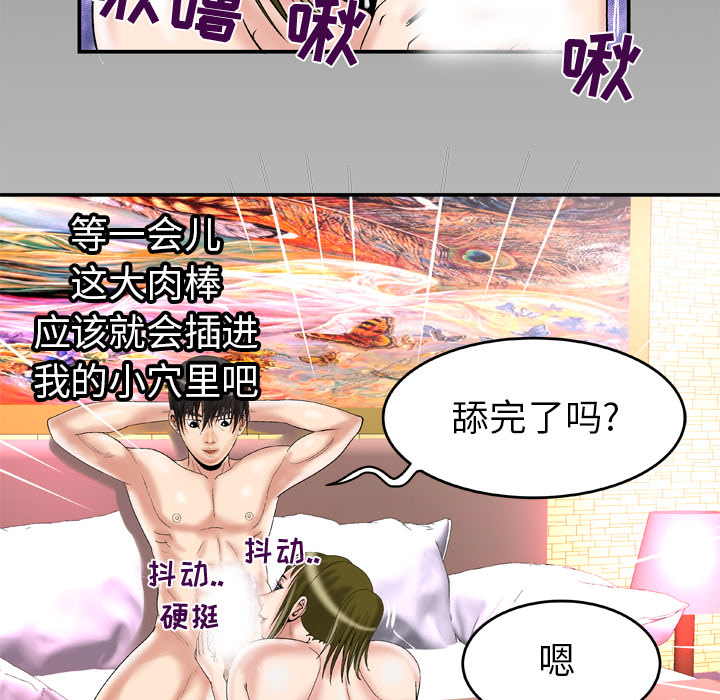 噜
啾
啾
等一会儿
这大肉棒
应该就会插进
我的小穴里吧
舔完了吗?
抖动..
抖动..
硬挺
嗯